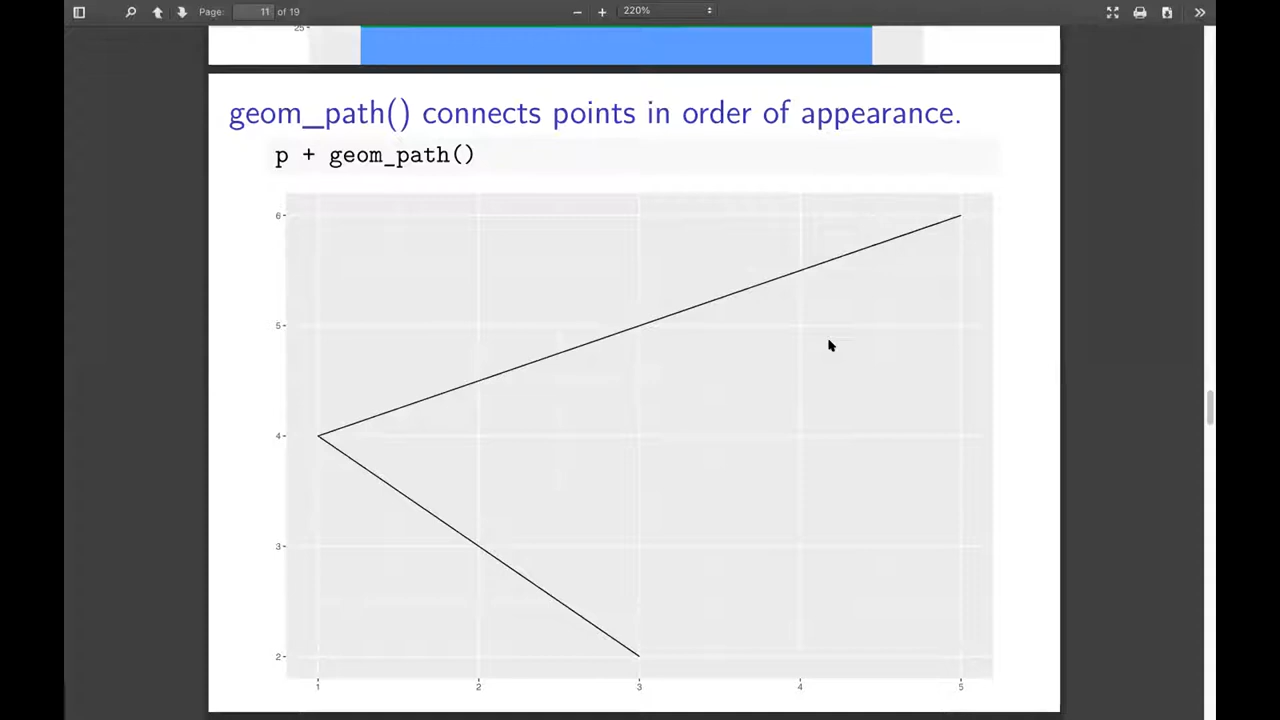 Page: 11 of 19
220%
25
geom_path() connects points in order of appearance.
p + geom_path()
6
5
4
3
2
1 2 3 4 5